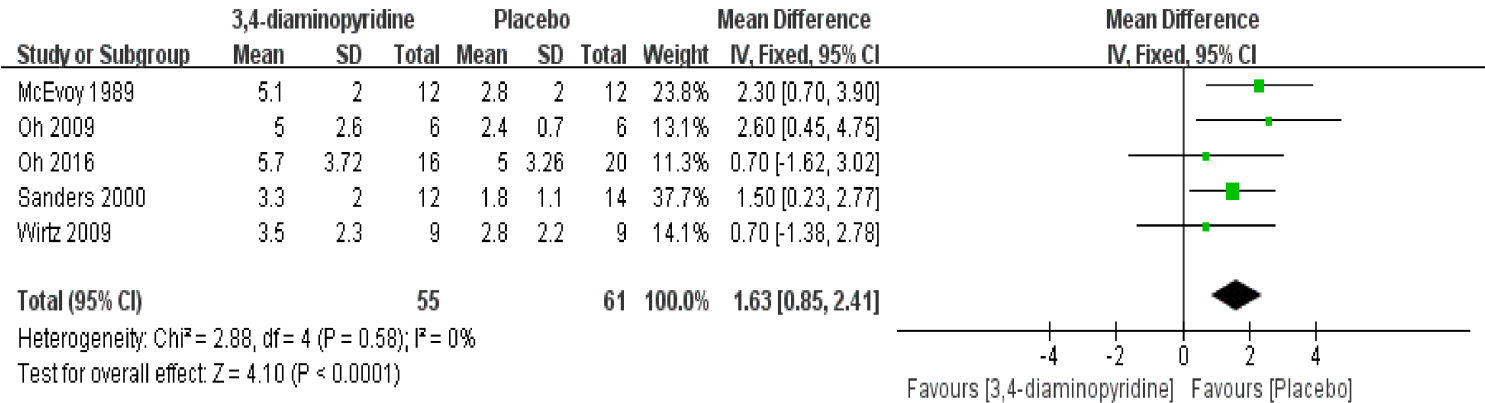 3,4-diaminopyridine Placebo Mean Difference Mean Difference
Study or Subgroup Mean SD Total Mean SD Total Weight IV, Fixed, 95% CI IV, Fixed, 95% CI
McEvoy 1989 5.1 2 12 2.8 2 12 23.8% 2.30 [0.70, 3.90]
Oh 2009 5 2.6 6 2.4 0.7 6 13.1% 2.60 [0.45, 4.75]
Oh 2016 5.7 3.72 16 5 3.26 20 11.3% 0.70 [-1.62, 3.02]
Sanders 2000 3.3 2 12 1.8 1.1 14 37.7% 1.50 [0.23, 2.77]
Wirtz 2009 3.5 2.3 9 2.8 2.2 9 14.1% 0.70 [-1.38, 2.78]
Total (95% CI) 55 61 100.0% 1.63 [0.85, 2.41]
Heterogeneity: Chi² = 2.88, df = 4 (P = 0.58); I² = 0%
Test for overall effect: Z = 4.10 (P < 0.0001)
-4 -2 0 2 4
Favours [3,4-diaminopyridine] Favours [Placebo]